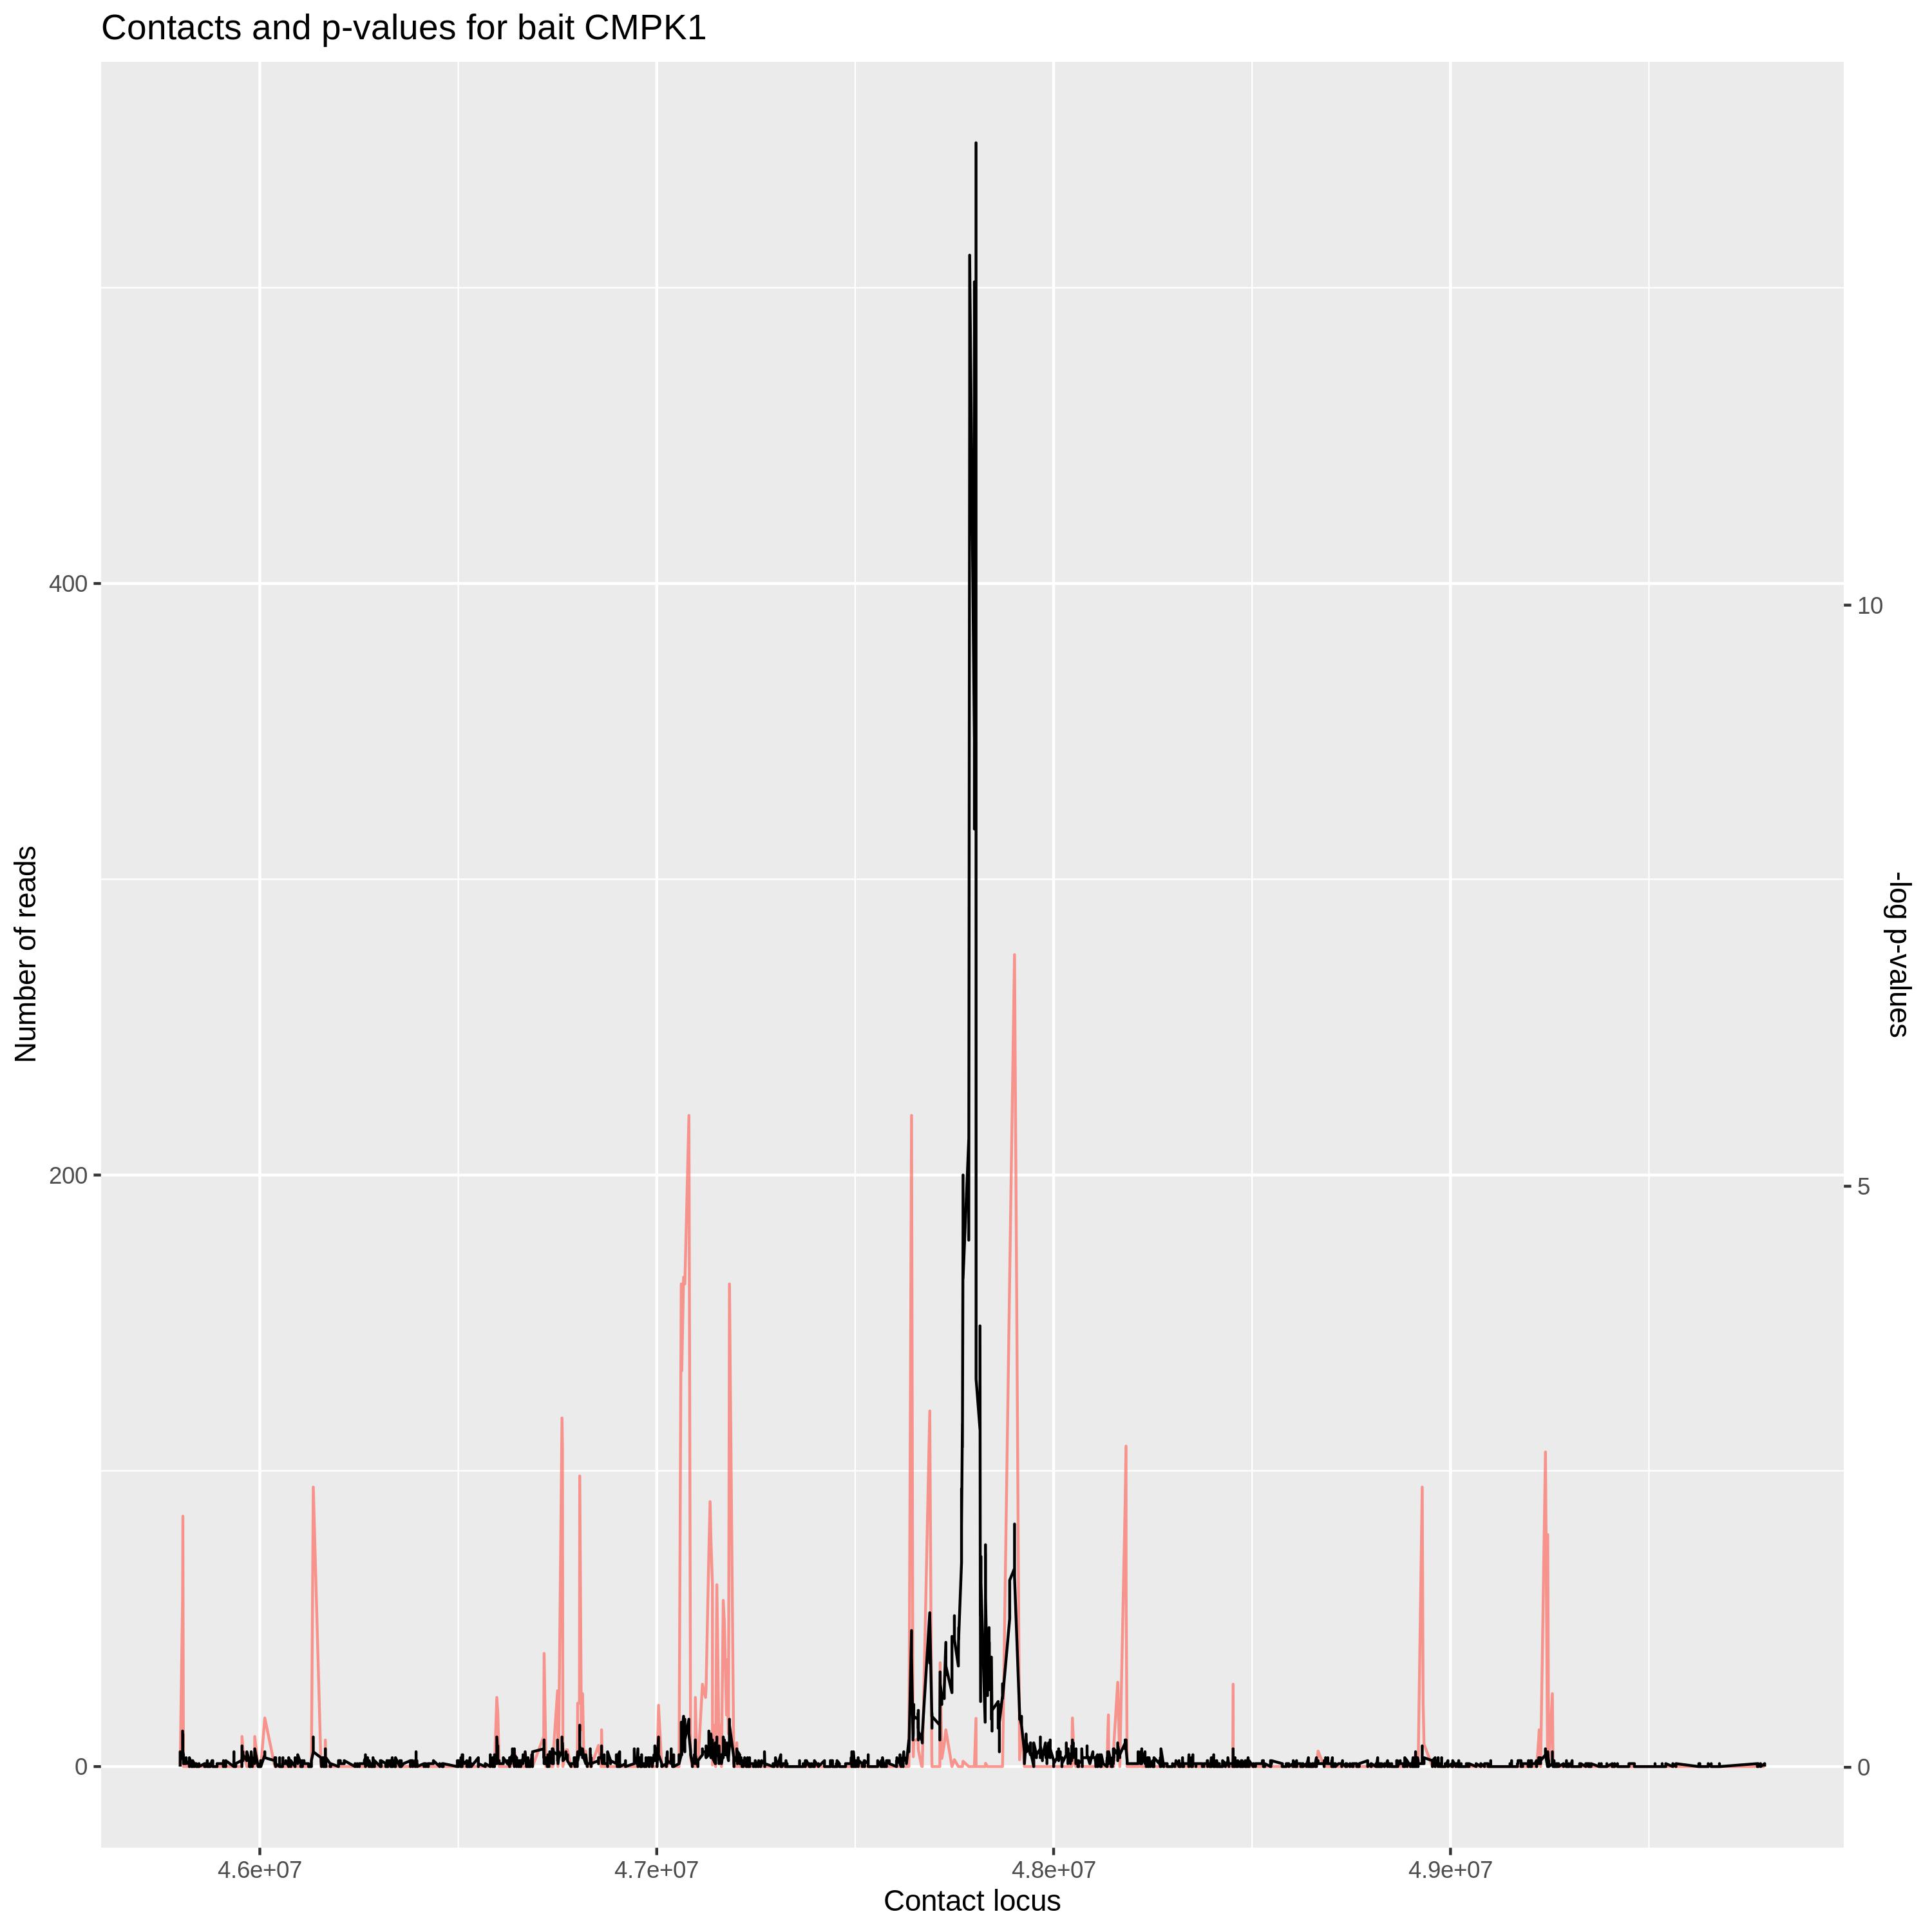 Contacts and p-values for bait CMPK1
Number of reads
400
200
0
10
5
0
-log p-values
4.6e+07
4.7e+07
4.8e+07
4.9e+07
Contact locus